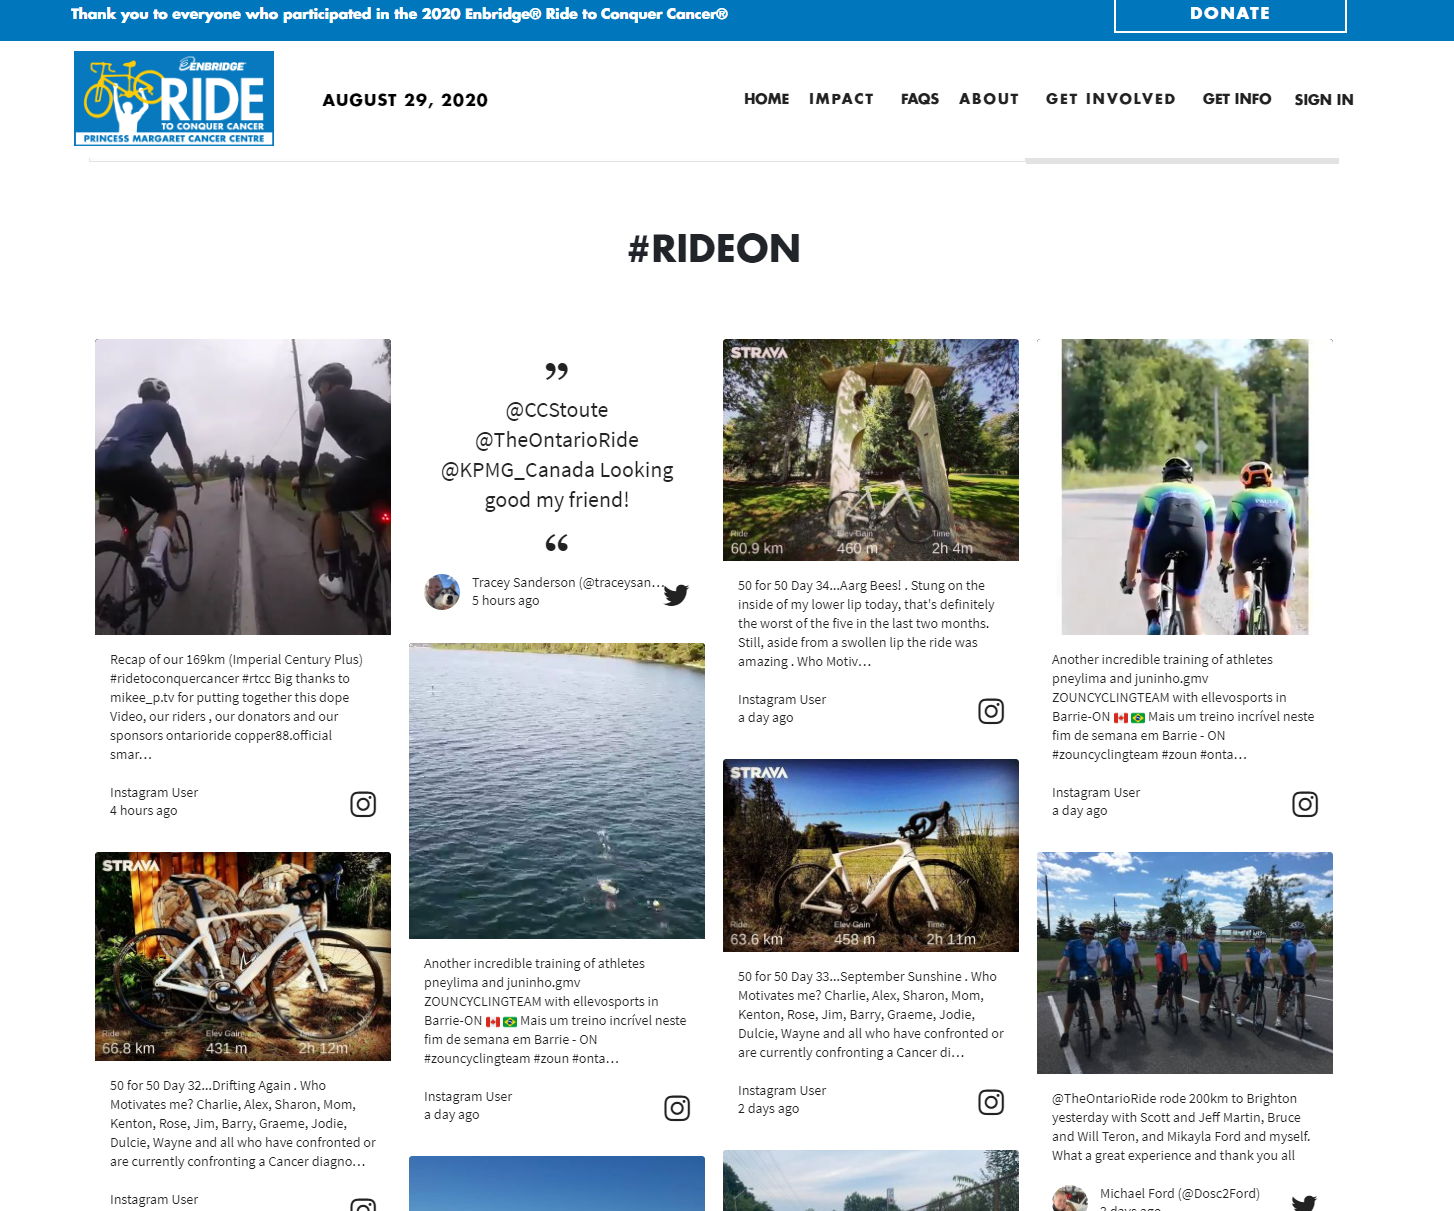 Thank you to everyone who participated in the 2020 Enbridge® Ride to Conquer Cancer®
DONATE
ENBRIDGE
RIDE
TO CONQUER CANCER
PRINCESS MARGARET CANCER CENTRE
AUGUST 29, 2020
HOME
IMPACT
FAQS
ABOUT
GET INVOLVED
GET INFO
SIGN IN
#RIDEON
Recap of our 169km (Imperial Century Plus)
#ridetoconquercancer #rtcc Big thanks to
mikee_p.tv for putting together this dope
Video, our riders , our donators and our
sponsors ontarioride copper88.official
smar…
Instagram User
4 hours ago
STRAVA
Ride
66.8 km
Elev Gain
431 m
Time
2h 12m
50 for 50 Day 32...Drifting Again . Who
Motivates me? Charlie, Alex, Sharon, Mom,
Kenton, Rose, Jim, Barry, Graeme, Jodie,
Dulcie, Wayne and all who have confronted or
are currently confronting a Cancer diagno…
Instagram User
”
@CCStoute
@TheOntarioRide
@KPMG_Canada Looking
good my friend!
“
Tracey Sanderson (@traceysan…
5 hours ago
Another incredible training of athletes
pneylima and juninho.gmv
ZOUNCYCLINGTEAM with ellevosports in
Barrie-ON 🇨🇦 🇧🇷 Mais um treino incrível neste
fim de semana em Barrie - ON
#zouncyclingteam #zoun #onta…
Instagram User
a day ago
STRAVA
Ride
60.9 km
Elev Gain
460 m
Time
2h 4m
50 for 50 Day 34...Aarg Bees! . Stung on the
inside of my lower lip today, that's definitely
the worst of the five in the last two months.
Still, aside from a swollen lip the ride was
amazing . Who Motiv…
Instagram User
a day ago
STRAVA
Ride
63.6 km
Elev Gain
458 m
Time
2h 11m
50 for 50 Day 33...September Sunshine . Who
Motivates me? Charlie, Alex, Sharon, Mom,
Kenton, Rose, Jim, Barry, Graeme, Jodie,
Dulcie, Wayne and all who have confronted or
are currently confronting a Cancer di…
Instagram User
2 days ago
Another incredible training of athletes
pneylima and juninho.gmv
ZOUNCYCLINGTEAM with ellevosports in
Barrie-ON 🇨🇦 🇧🇷 Mais um treino incrível neste
fim de semana em Barrie - ON
#zouncyclingteam #zoun #onta…
Instagram User
a day ago
@TheOntarioRide rode 200km to Brighton
yesterday with Scott and Jeff Martin, Bruce
and Will Teron, and Mikayla Ford and myself.
What a great experience and thank you all
Michael Ford (@Dosc2Ford)
days ago